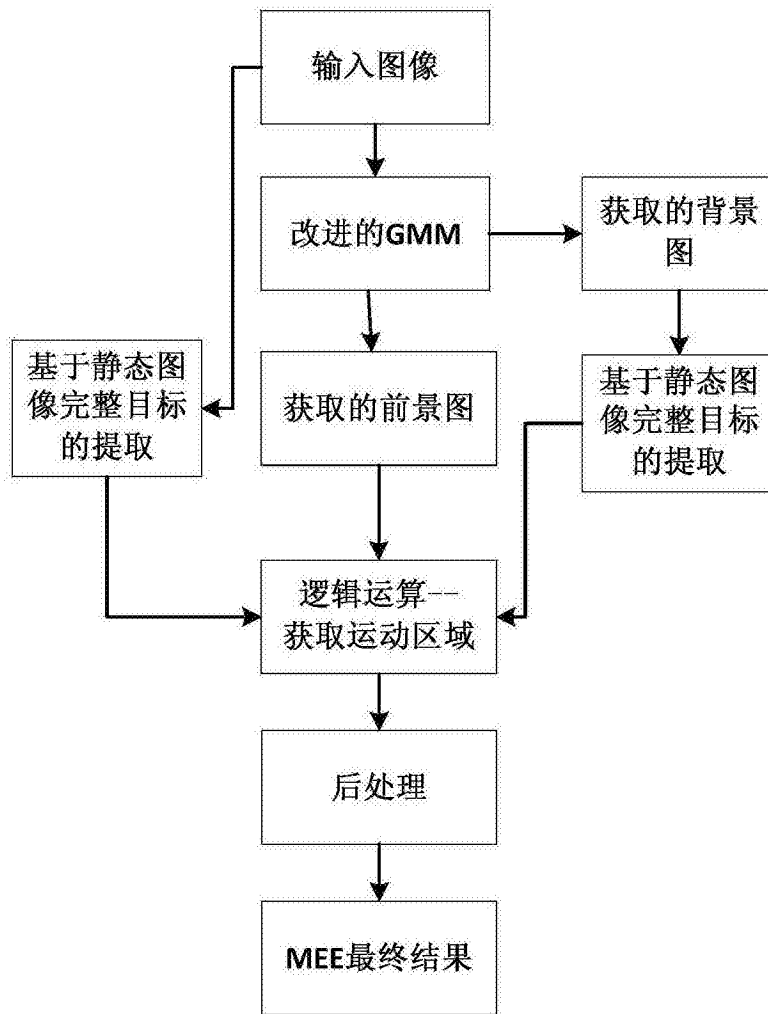 输入图像
改进的GMM
获取的背景
图
基于静态图
像完整目标
的提取
获取的前景图
基于静态图
像完整目标
的提取
逻辑运算--
获取运动区域
后处理
MEE最终结果